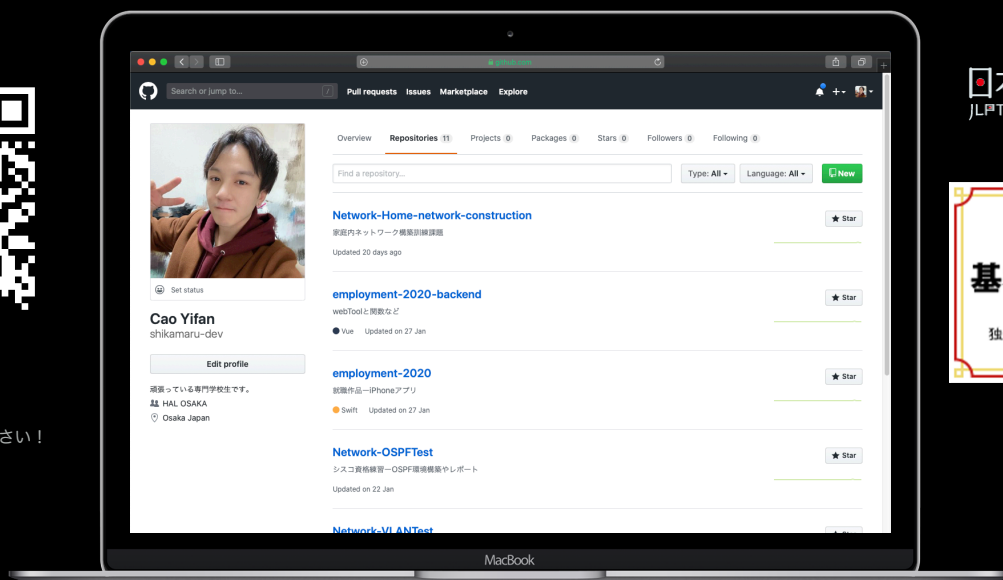 github.com
Search or jump to...
/
Pull requests Issues Marketplace Explore
Overview Repositories 11 Projects 0 Packages 0 Stars 0 Followers 0 Following 0
Find a repository...
Type: All
Language: All
New
Set status
Cao Yifan
shikamaru-dev
Edit profile
頑張っている専門学校生です。
HAL OSAKA
Osaka Japan
Network-Home-network-construction
Star
家庭内ネットワーク構築訓練課題
Updated 20 days ago
employment-2020-backend
Star
webToolと関数など
Vue Updated on 27 Jan
employment-2020
Star
就職作品ーiPhoneアプリ
Swift Updated on 27 Jan
Network-OSPFTest
Star
シスコ資格練習ーOSPF環境構築やレポート
Updated on 22 Jan
Network-VLANTest
MacBook
さい！
日
JLPT
基
独